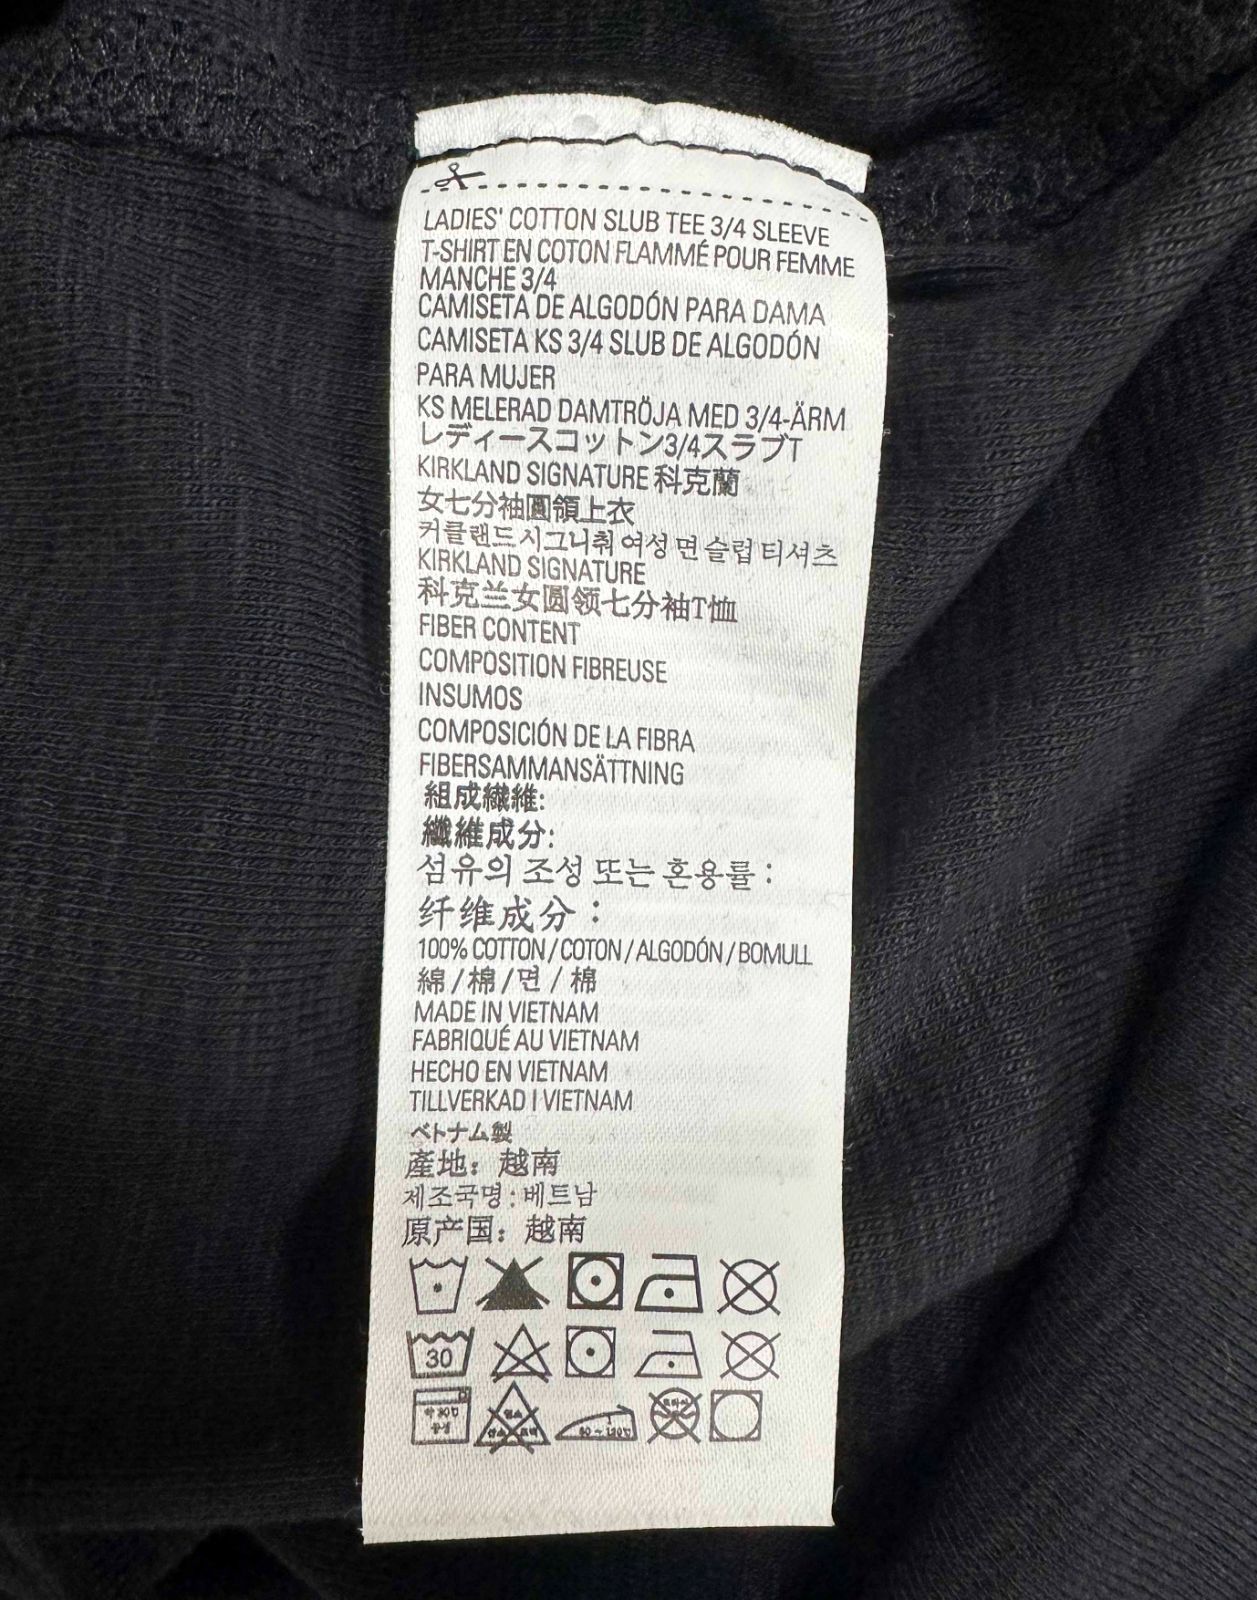 LADIES' COTTON SLUB TEE 3/4 SLEEVE
T-SHIRT EN COTON FLAMMÉ POUR FEMME
MANCHE 3/4
CAMISETA DE ALGODÓN PARA DAMA
CAMISETA KS 3/4 SLUB DE ALGODÓN
PARA MUJER
KS MELERAD DAMTRÖJA MED 3/4-ÄRM
レディースコットン3/4スラブT
KIRKLAND SIGNATURE 科克蘭
女七分袖圓領上衣
커클랜드 시그니춰 여성 면 슬럽 티셔츠
KIRKLAND SIGNATURE
科克兰女圆领七分袖T恤
FIBER CONTENT
COMPOSITION FIBREUSE
INSUMOS
COMPOSICIÓN DE LA FIBRA
FIBERSAMMANSÄTTNING
組成繊維:
纖維成分:
섬유의 조성 또는 혼용률 :
纤维成分：
100% COTTON / COTON / ALGODÓN / BOMULL
綿 / 棉 / 면 / 棉
MADE IN VIETNAM
FABRIQUÉ AU VIETNAM
HECHO EN VIETNAM
TILLVERKAD I VIETNAM
ベトナム製
產地：越南
제조국명 : 베트남
原产国：越南
30
80~120℃